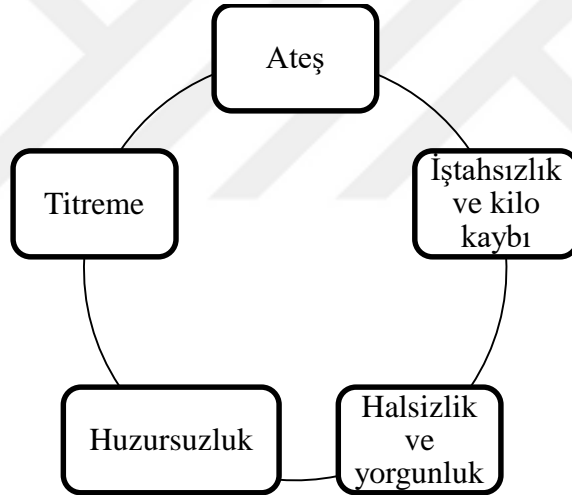 Ateş
İştahsızlık
ve kilo
kaybı
Halsizlik
ve
yorgunluk
Huzursuzluk
Titreme